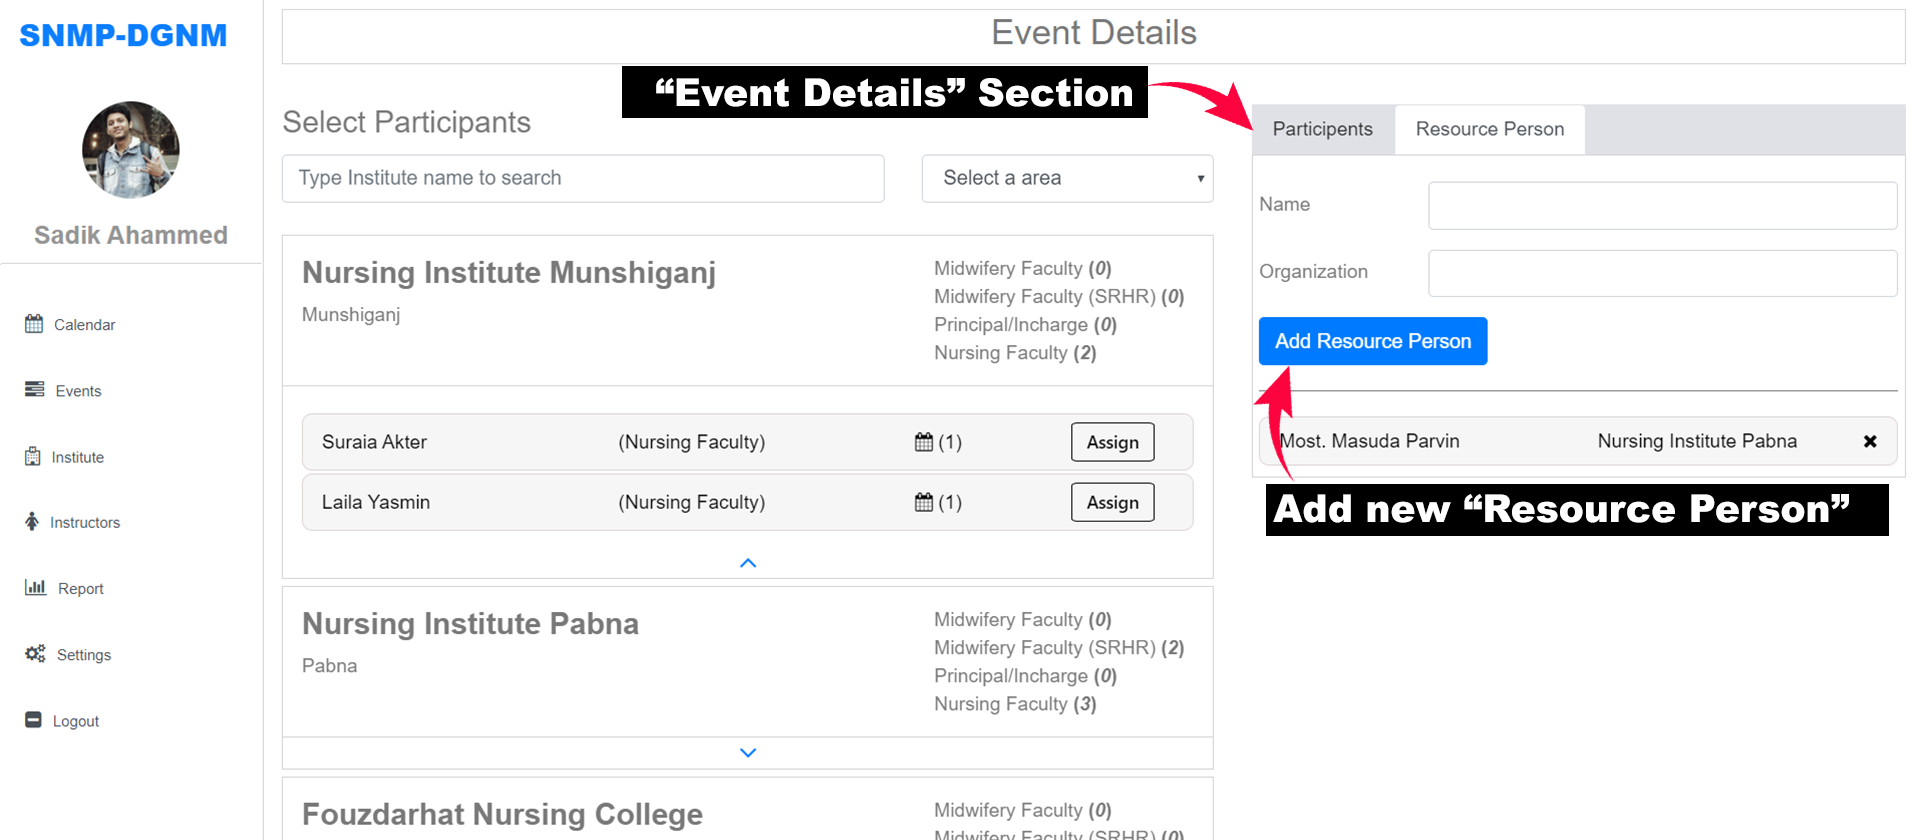 SNMP-DGNM
Sadik Ahammed
Calendar
Events
Institute
Instructors
Report
Settings
Logout
Event Details
“Event Details” Section
Select Participants
Type Institute name to search
Select a area
Nursing Institute Munshiganj
Munshiganj
Midwifery Faculty (0)
Midwifery Faculty (SRHR) (0)
Principal/Incharge (0)
Nursing Faculty (2)
Suraia Akter (Nursing Faculty) (1) Assign
Laila Yasmin (Nursing Faculty) (1) Assign
Nursing Institute Pabna
Pabna
Midwifery Faculty (0)
Midwifery Faculty (SRHR) (2)
Principal/Incharge (0)
Nursing Faculty (3)
Fouzdarhat Nursing College
Midwifery Faculty (0)
Midwifery Faculty (SRHR) (0)
Participents Resource Person
Name
Organization
Add Resource Person
Most. Masuda Parvin Nursing Institute Pabna
Add new “Resource Person”